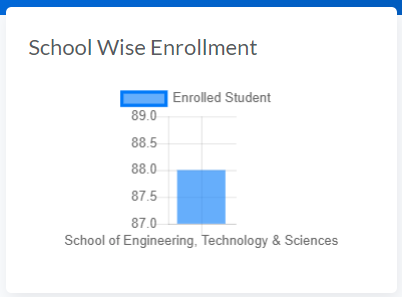 School Wise Enrollment
Enrolled Student
89.0
88.5
88.0
87.5
87.0
School of Engineering, Technology & Sciences